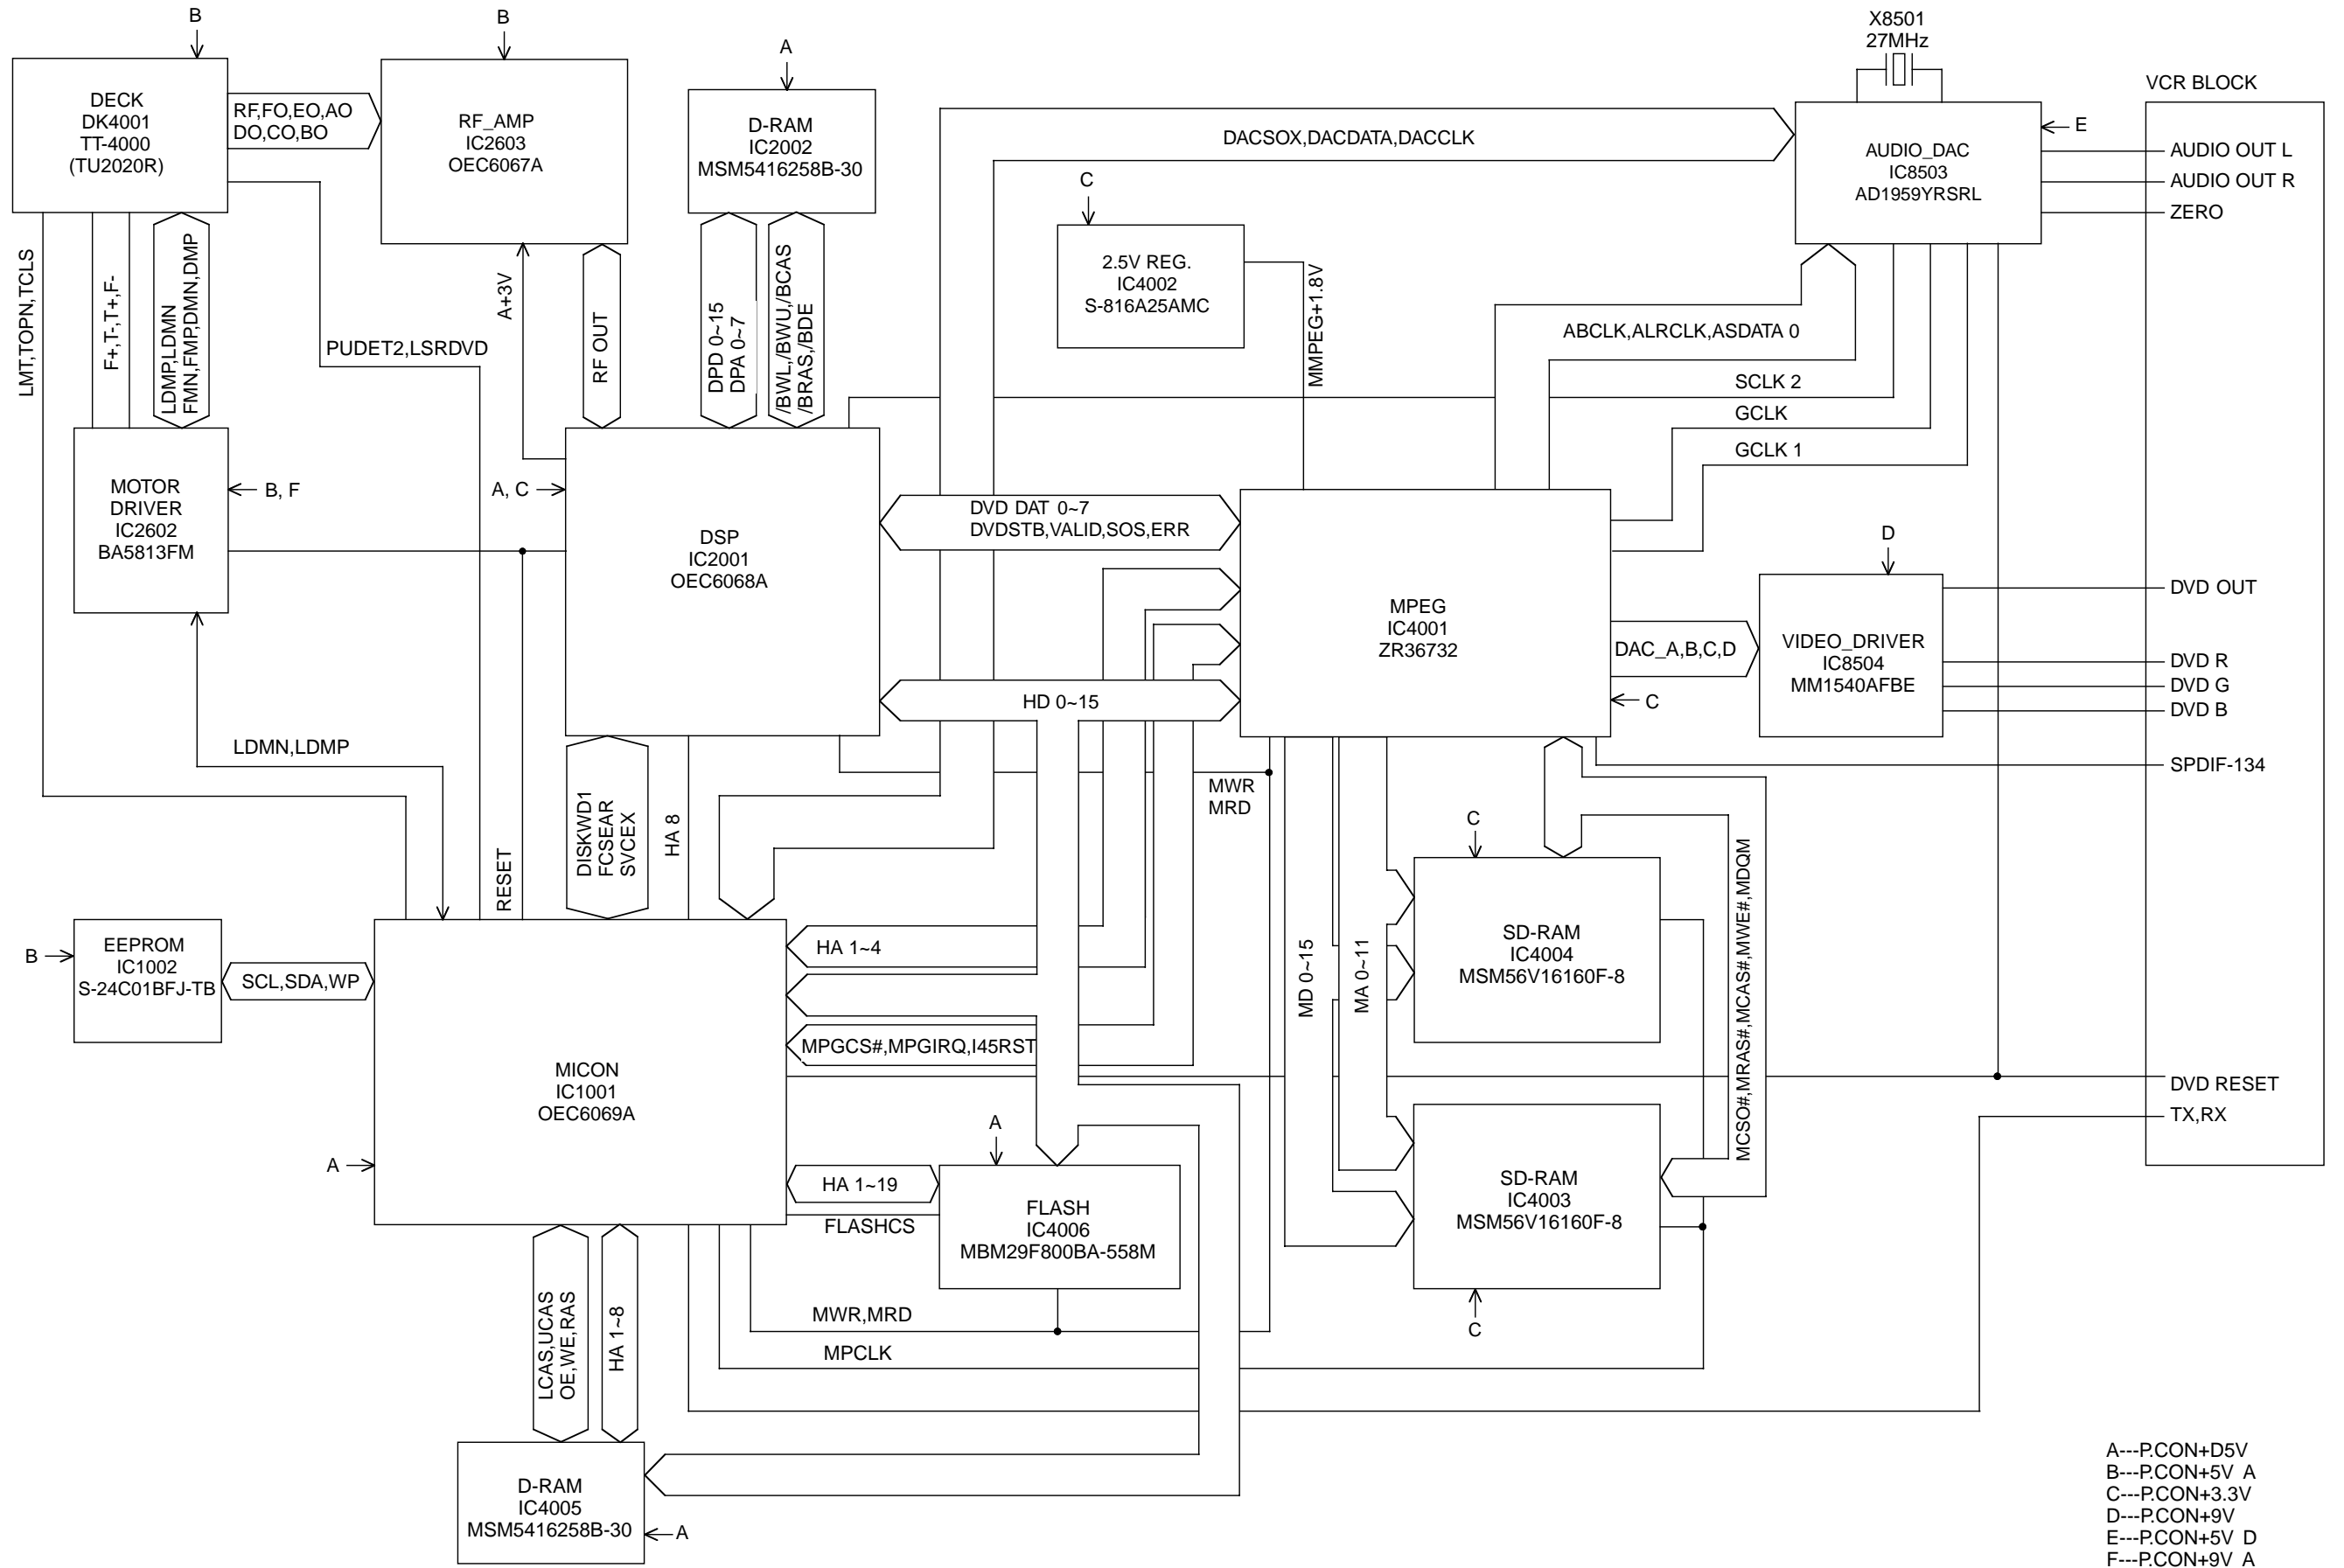 B
B
A
X8501
27MHz
VCR BLOCK
DECK
DK4001
TT-4000
(TU2020R)
RF,FO,EO,AO
DO,CO,BO
RF_AMP
IC2603
OEC6067A
D-RAM
IC2002
MSM5416258B-30
DACSOX,DACDATA,DACCLK
AUDIO_DAC
IC8503
AD1959YRSRL
E
AUDIO OUT L
AUDIO OUT R
ZERO
C
2.5V REG.
IC4002
S-816A25AMC
LMT,TOPN,TCLS
F+,T-,T+,F-
LDMP,LDMN
FMN,FMP,DMN,DMP
PUDET2,LSRDVD
A+3V
RF OUT
DPD 0~15
DPA 0~7
/BWL,/BWU,/BCAS
/BRAS,/BDE
MMPEG+1.8V
ABCLK,ALRCLK,ASDATA 0
SCLK 2
GCLK
GCLK 1
MOTOR
DRIVER
IC2602
BA5813FM
B, F
A, C
DSP
IC2001
OEC6068A
DVD DAT 0~7
DVDSTB,VALID,SOS,ERR
MPEG
IC4001
ZR36732
D
DAC_A,B,C,D
VIDEO_DRIVER
IC8504
MM1540AFBE
DVD OUT
DVD R
DVD G
DVD B
C
HD 0~15
LDMN,LDMP
SPDIF-134
MWR
MRD
RESET
DISKWD1
FCSEAR
SVCEX
HA 8
C
EEPROM
IC1002
S-24C01BFJ-TB
B
SCL,SDA,WP
HA 1~4
MD 0~15
MA 0~11
SD-RAM
IC4004
MSM56V16160F-8
MCSO#,MRAS#,MCAS#,MWE#,MDQM
MPGCS#,MPGIRQ,I45RST
MICON
IC1001
OEC6069A
DVD RESET
TX,RX
A
A
HA 1~19
FLASHCS
FLASH
IC4006
MBM29F800BA-558M
SD-RAM
IC4003
MSM56V16160F-8
C
LCAS,UCAS
OE,WE,RAS
HA 1~8
MWR,MRD
MPCLK
D-RAM
IC4005
MSM5416258B-30
A
A---P.CON+D5V
B---P.CON+5V A
C---P.CON+3.3V
D---P.CON+9V
E---P.CON+5V D
F---P.CON+9V A